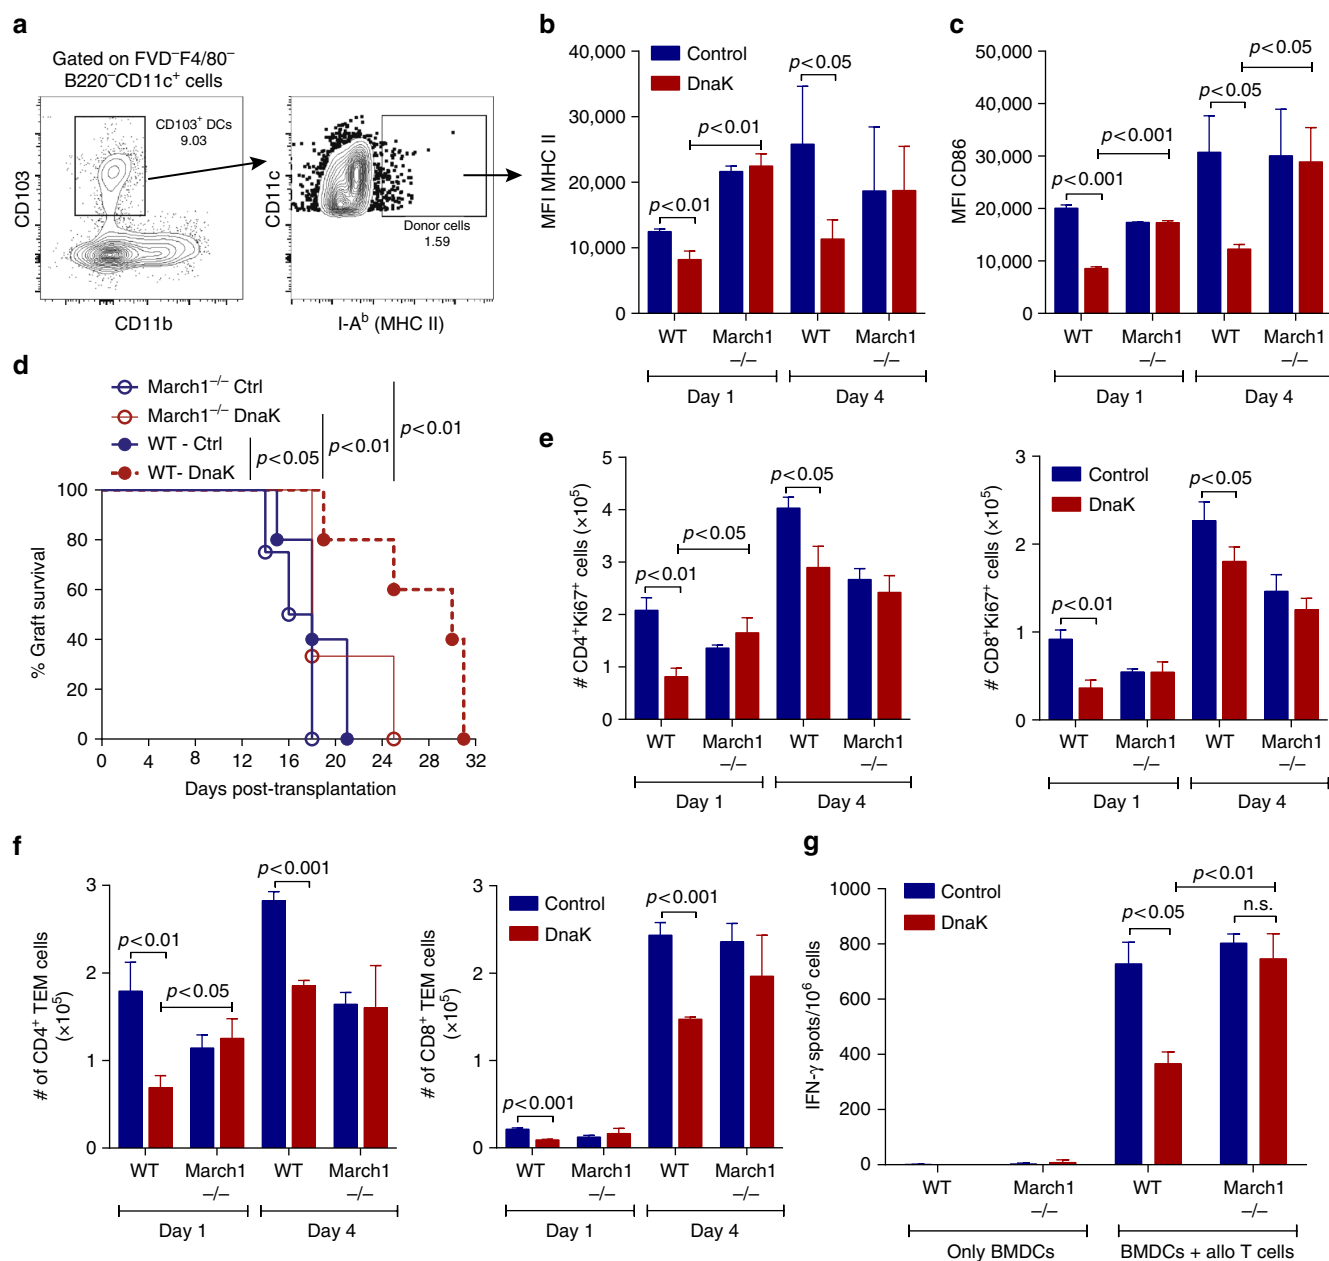 a
Gated on FVD⁻F4/80⁻
B220⁻CD11c⁺ cells
CD103⁺ DCs
9.03
CD103
CD11b
CD11c
Donor cells
1.59
I-Aᵇ (MHC II)
b
Control
DnaK
MFI MHC II
40,000
30,000
20,000
10,000
0
p<0.01
p<0.01
p<0.05
WT
March1
–/–
WT
March1
–/–
Day 1
Day 4
c
MFI CD86
50,000
40,000
30,000
20,000
10,000
0
p<0.001
p<0.001
p<0.05
p<0.05
WT
March1
–/–
WT
March1
–/–
Day 1
Day 4
d
March1⁻/⁻ Ctrl
March1⁻/⁻ DnaK
WT - Ctrl
WT- DnaK
p<0.05
p<0.01
p<0.01
% Graft survival
100
80
60
40
20
0
0 4 8 12 16 20 24 28 32
Days post-transplantation
e
# CD4⁺Ki67⁺ cells (×10⁵)
5
4
3
2
1
0
p<0.01
p<0.05
p<0.05
WT
March1
–/–
WT
March1
–/–
Day 1
Day 4
# CD8⁺Ki67⁺ cells (×10⁵)
3
2
1
0
Control
DnaK
p<0.01
p<0.05
WT
March1
–/–
WT
March1
–/–
Day 1
Day 4
f
# of CD4⁺ TEM cells
(×10⁵)
3
2
1
0
p<0.01
p<0.05
p<0.001
WT
March1
–/–
WT
March1
–/–
Day 1
Day 4
# of CD8⁺ TEM cells
(×10⁵)
3
2
1
0
Control
DnaK
p<0.001
p<0.001
WT
March1
–/–
WT
March1
–/–
Day 1
Day 4
g
IFN-γ spots/10⁶ cells
1000
800
600
400
200
0
Control
DnaK
p<0.05
p<0.01
n.s.
WT
March1
–/–
WT
March1
–/–
Only BMDCs
BMDCs + allo T cells